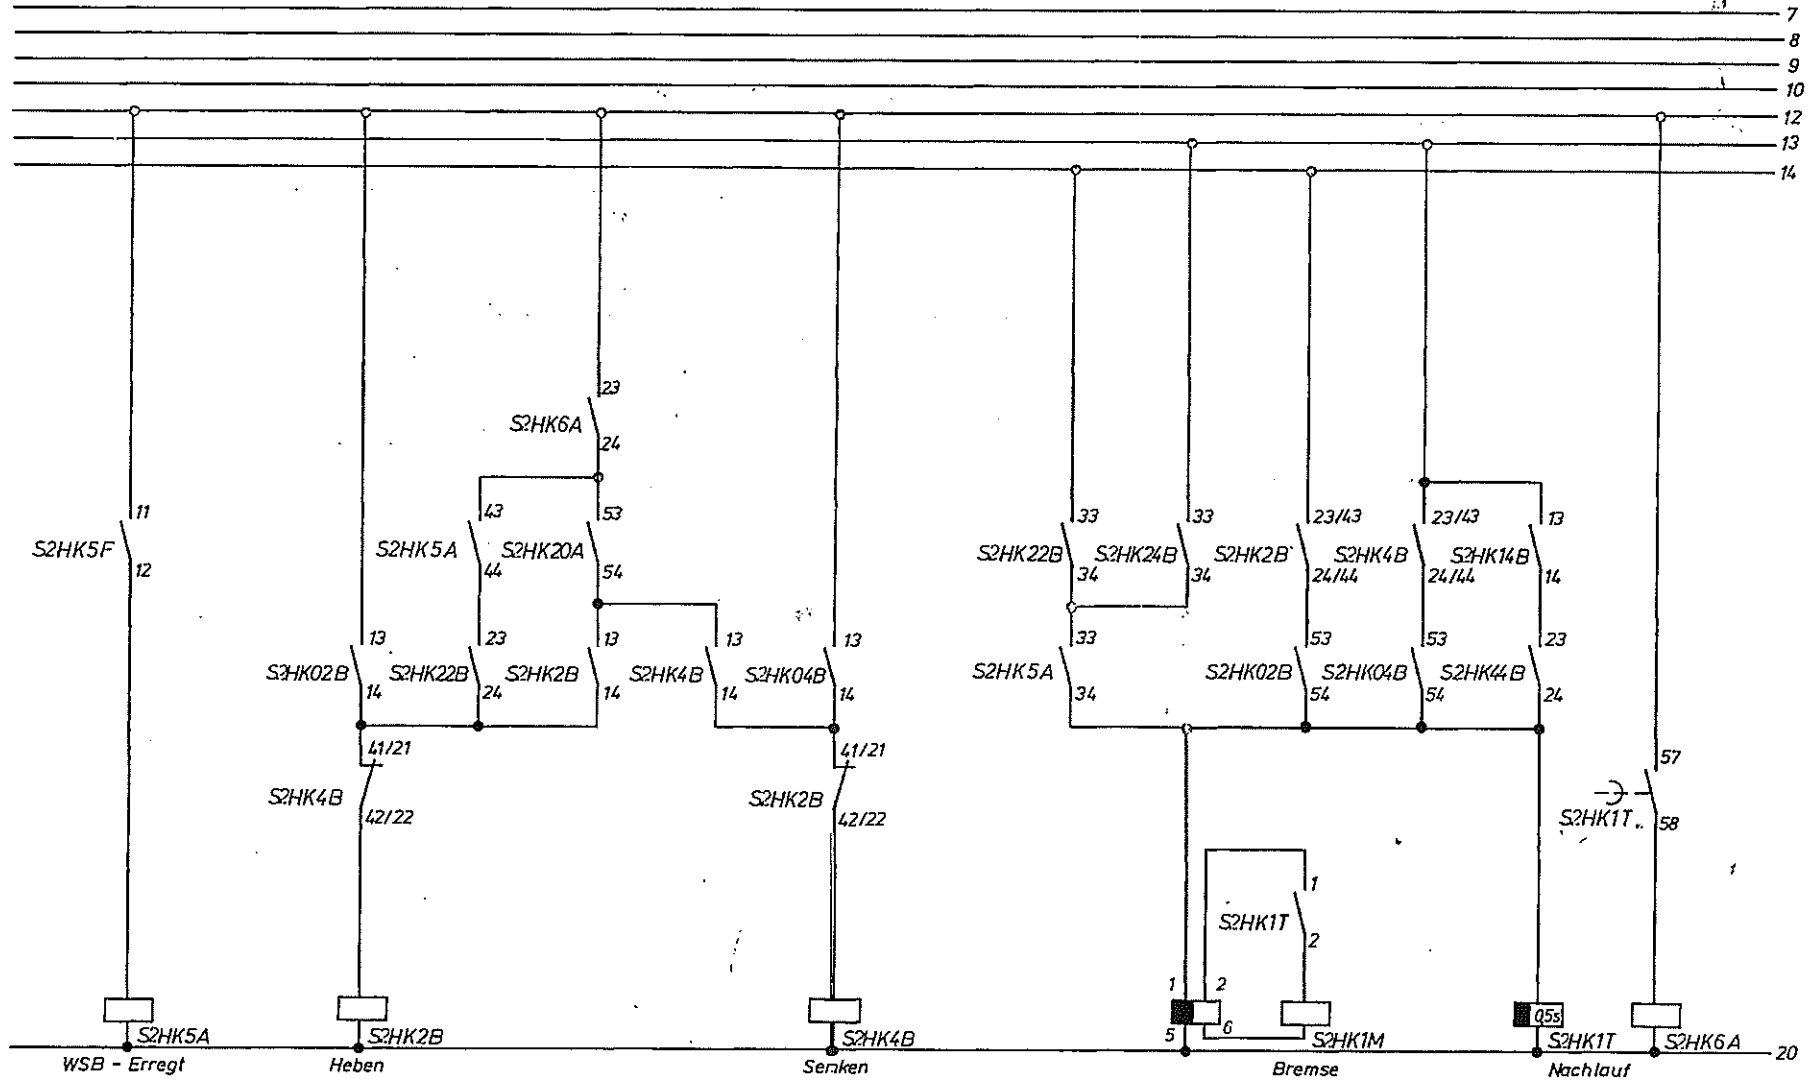 7
8
9
10
12
13
14
23
S2HK6A
24
11
S2HK5F
12
43
S2HK5A
44
53
S2HK20A
54
33
S2HK22B
34
33
S2HK24B
34
23/43
S2HK2B
24/44
23/43
S2HK4B
24/44
13
S2HK14B
14
13
S2HK02B
14
23
S2HK22B
24
13
S2HK2B
14
13
S2HK4B
14
13
S2HK04B
14
33
S2HK5A
34
53
S2HK02B
54
53
S2HK04B
54
23
S2HK44B
24
41/21
S2HK4B
42/22
41/21
S2HK2B
42/22
57
S2HK1T
58
1
S2HK1T
2
1 2
5 6
0,5s
S2HK5A
S2HK2B
S2HK4B
S2HK1M
S2HK1T
S2HK6A
20
WSB - Erregt
Heben
Senken
Bremse
Nachlauf